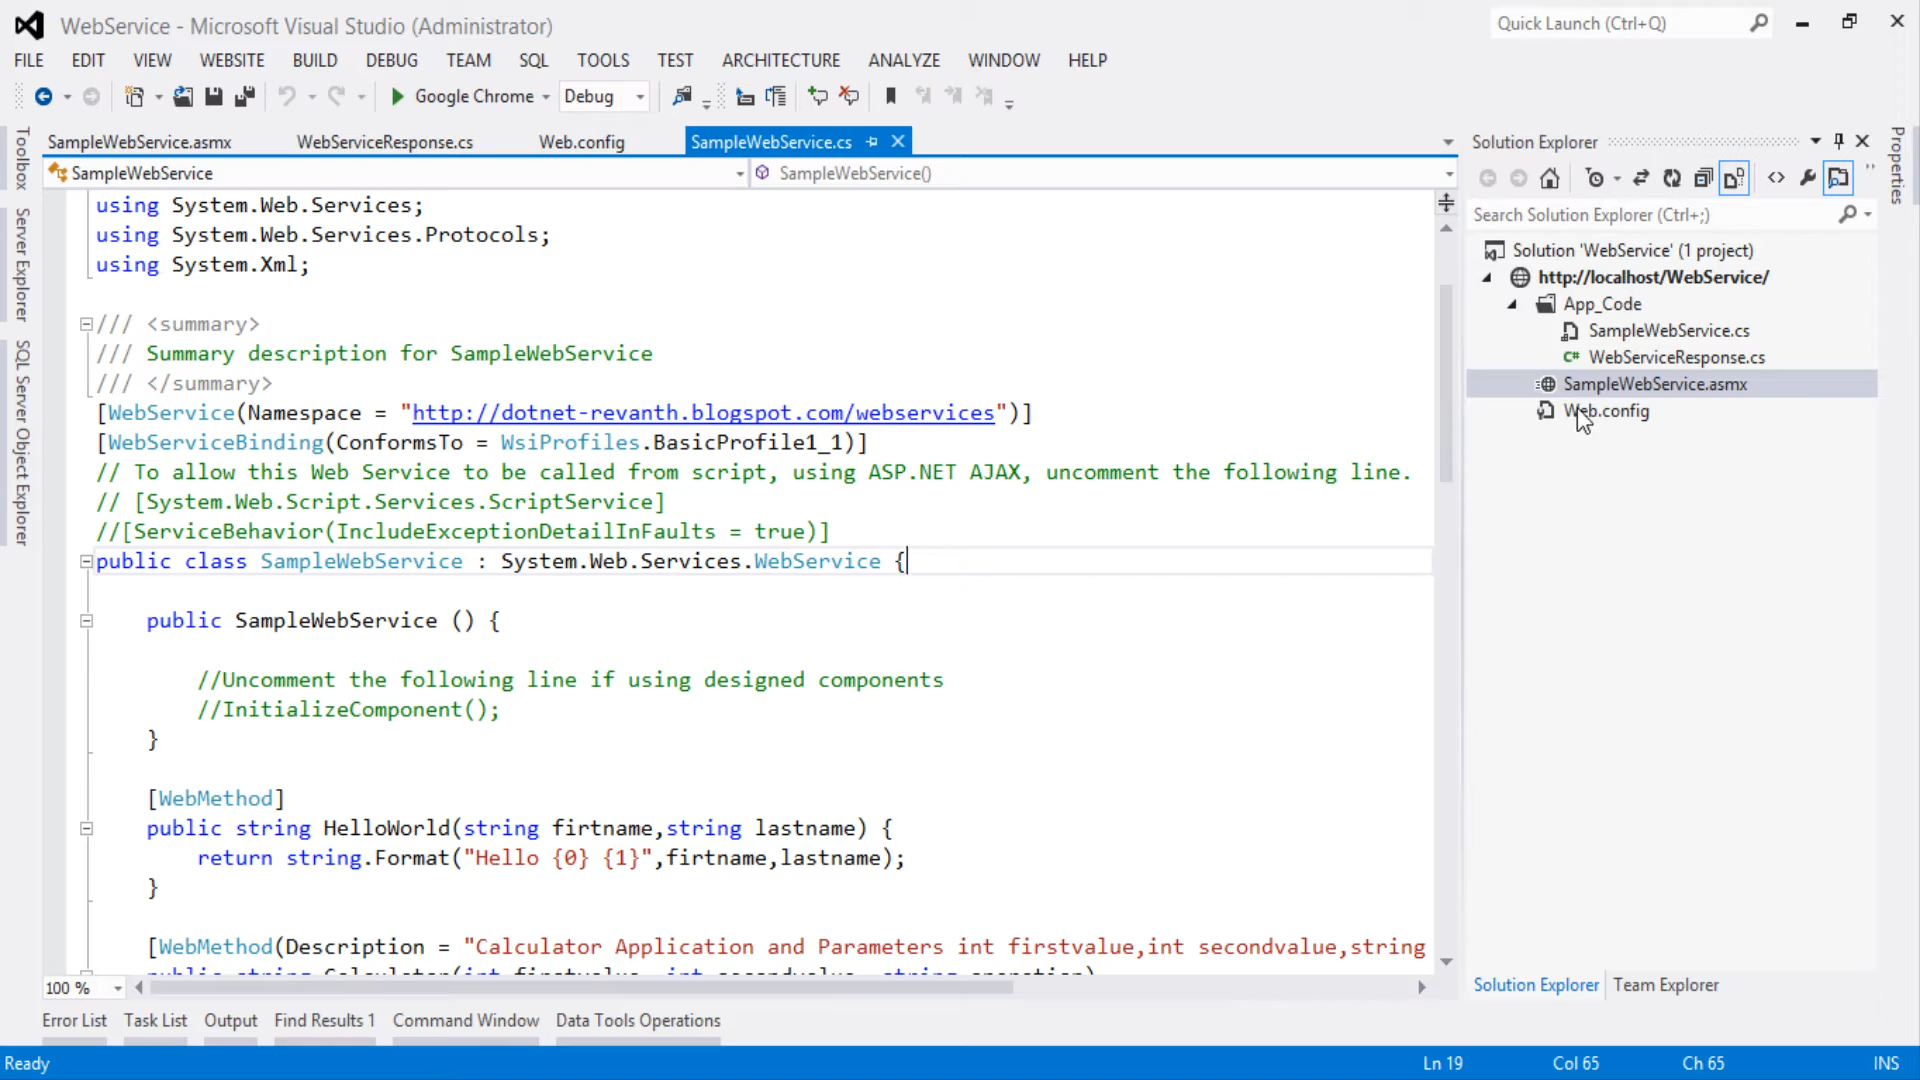 WebService - Microsoft Visual Studio (Administrator)
Quick Launch (Ctrl+Q)
FILE EDIT VIEW WEBSITE BUILD DEBUG TEAM SQL TOOLS TEST ARCHITECTURE ANALYZE WINDOW HELP
Google Chrome Debug
SampleWebService.asmx WebServiceResponse.cs Web.config SampleWebService.cs
SampleWebService SampleWebService()
Toolbox
Server Explorer
SQL Server Object Explorer
using System.Web.Services;
using System.Web.Services.Protocols;
using System.Xml;
/// <summary>
/// Summary description for SampleWebService
/// </summary>
[WebService(Namespace = "http://dotnet-revanth.blogspot.com/webservices")]
[WebServiceBinding(ConformsTo = WsiProfiles.BasicProfile1_1)]
// To allow this Web Service to be called from script, using ASP.NET AJAX, uncomment the following line.
// [System.Web.Script.Services.ScriptService]
//[ServiceBehavior(IncludeExceptionDetailInFaults = true)]
public class SampleWebService : System.Web.Services.WebService {
public SampleWebService () {
//Uncomment the following line if using designed components
//InitializeComponent();
}
[WebMethod]
public string HelloWorld(string firtname,string lastname) {
return string.Format("Hello {0} {1}",firtname,lastname);
}
[WebMethod(Description = "Calculator Application and Parameters int firstvalue,int secondvalue,string
public string Calculator(int firstvalue, int secondvalue, string operation)
100 %
Solution Explorer
Search Solution Explorer (Ctrl+;)
Solution 'WebService' (1 project)
http://localhost/WebService/
App_Code
SampleWebService.cs
C# WebServiceResponse.cs
SampleWebService.asmx
Web.config
Properties
Solution Explorer Team Explorer
Error List Task List Output Find Results 1 Command Window Data Tools Operations
Ready Ln 19 Col 65 Ch 65 INS